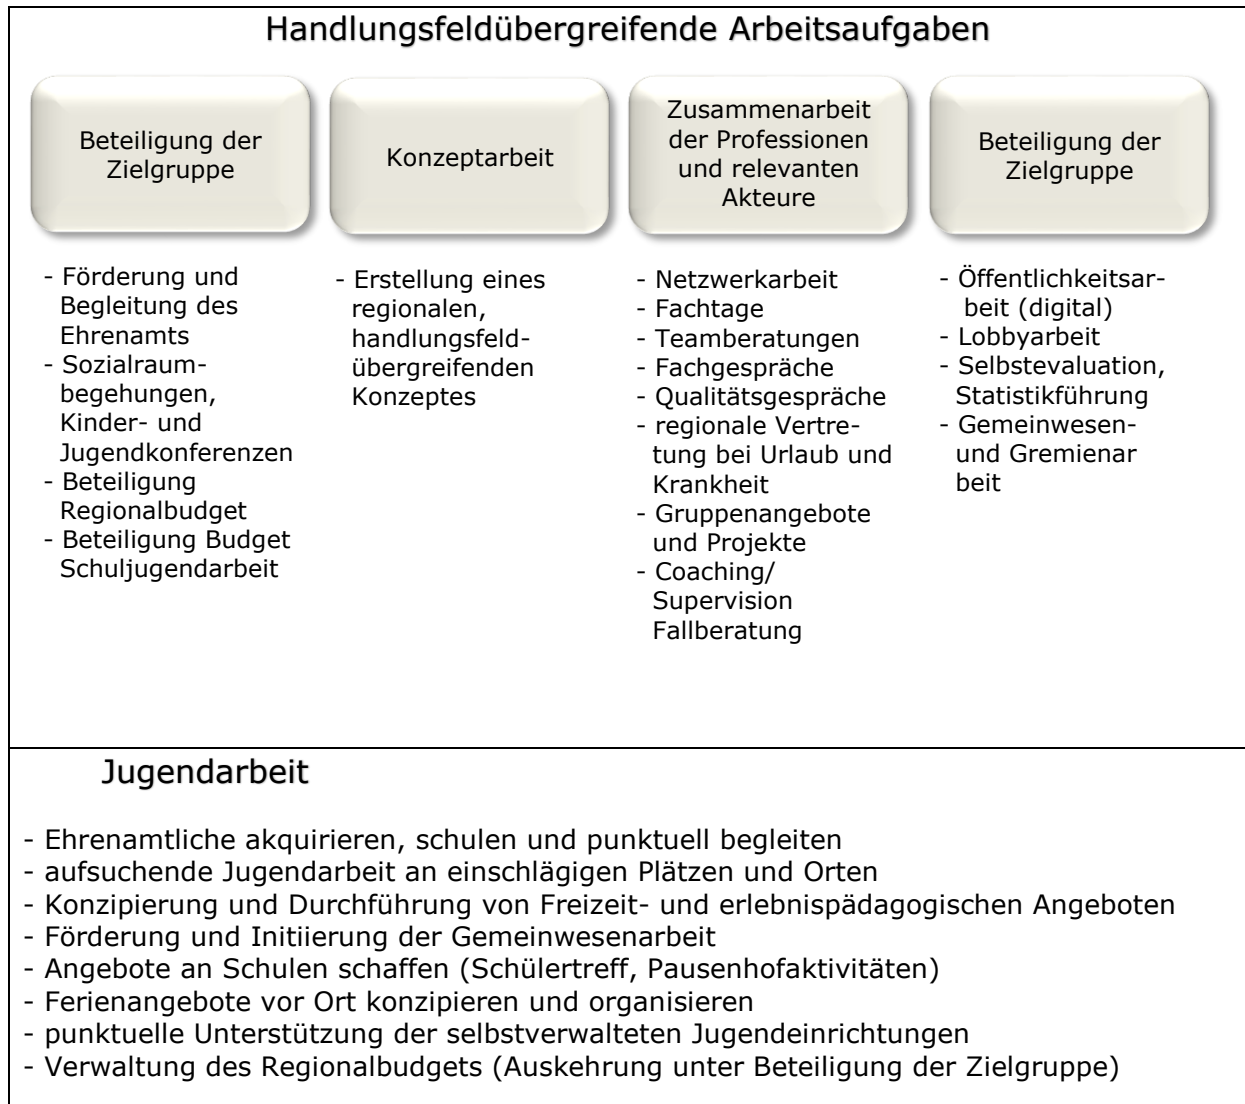 Handlungsfeldübergreifende Arbeitsaufgaben
Beteiligung der
Zielgruppe
- Förderung und
Begleitung des
Ehrenamts
- Sozialraum-
begehungen,
Kinder- und
Jugendkonferenzen
- Beteiligung
Regionalbudget
- Beteiligung Budget
Schuljugendarbeit
Konzeptarbeit
- Erstellung eines
regionalen,
handlungsfeld-
übergreifenden
Konzeptes
Zusammenarbeit
der Professionen
und relevanten
Akteure
- Netzwerkarbeit
- Fachtage
- Teamberatungen
- Fachgespräche
- Qualitätsgespräche
- regionale Vertre-
tung bei Urlaub und
Krankheit
- Gruppenangebote
und Projekte
- Coaching/
Supervision
Fallberatung
Beteiligung der
Zielgruppe
- Öffentlichkeitsar-
beit (digital)
- Lobbyarbeit
- Selbstevaluation,
Statistikführung
- Gemeinwesen-
und Gremienar
beit
Jugendarbeit
- Ehrenamtliche akquirieren, schulen und punktuell begleiten
- aufsuchende Jugendarbeit an einschlägigen Plätzen und Orten
- Konzipierung und Durchführung von Freizeit- und erlebnispädagogischen Angeboten
- Förderung und Initiierung der Gemeinwesenarbeit
- Angebote an Schulen schaffen (Schülertreff, Pausenhofaktivitäten)
- Ferienangebote vor Ort konzipieren und organisieren
- punktuelle Unterstützung der selbstverwalteten Jugendeinrichtungen
- Verwaltung des Regionalbudgets (Auskehrung unter Beteiligung der Zielgruppe)